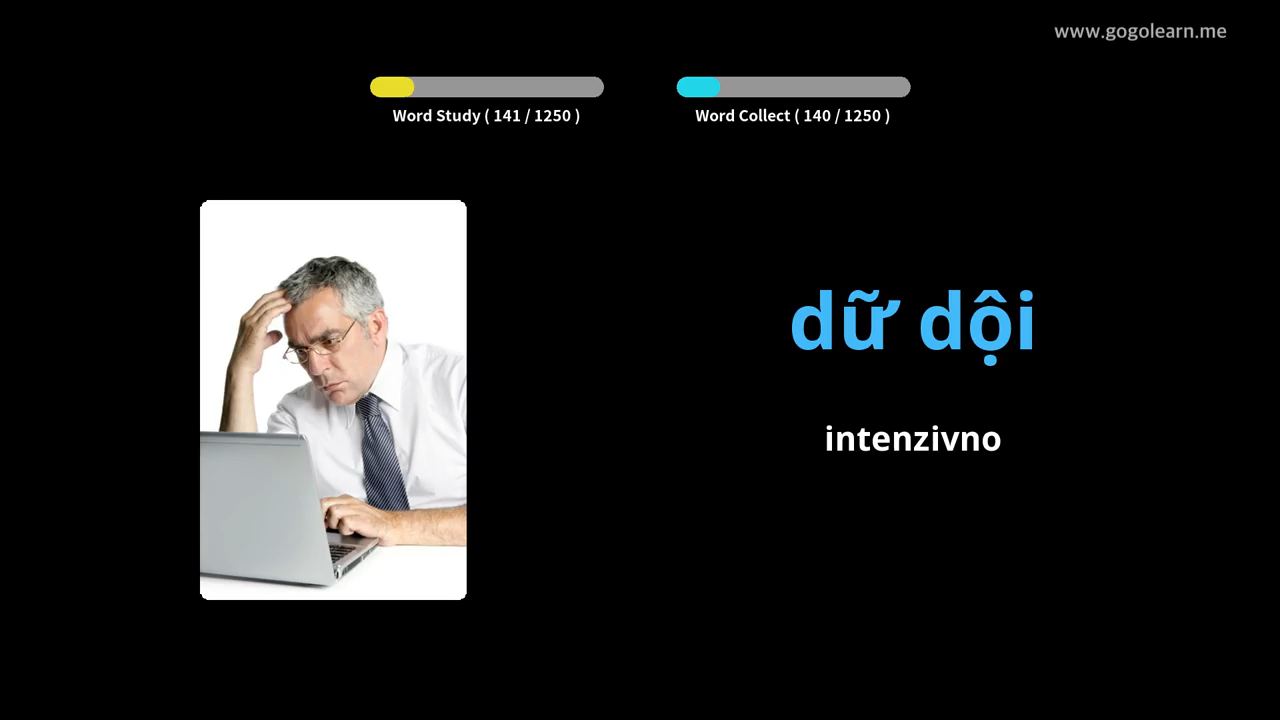 www.gogolearn.me
Word Study ( 141 / 1250 )
Word Collect ( 140 / 1250 )
dữ dội
intenzivno